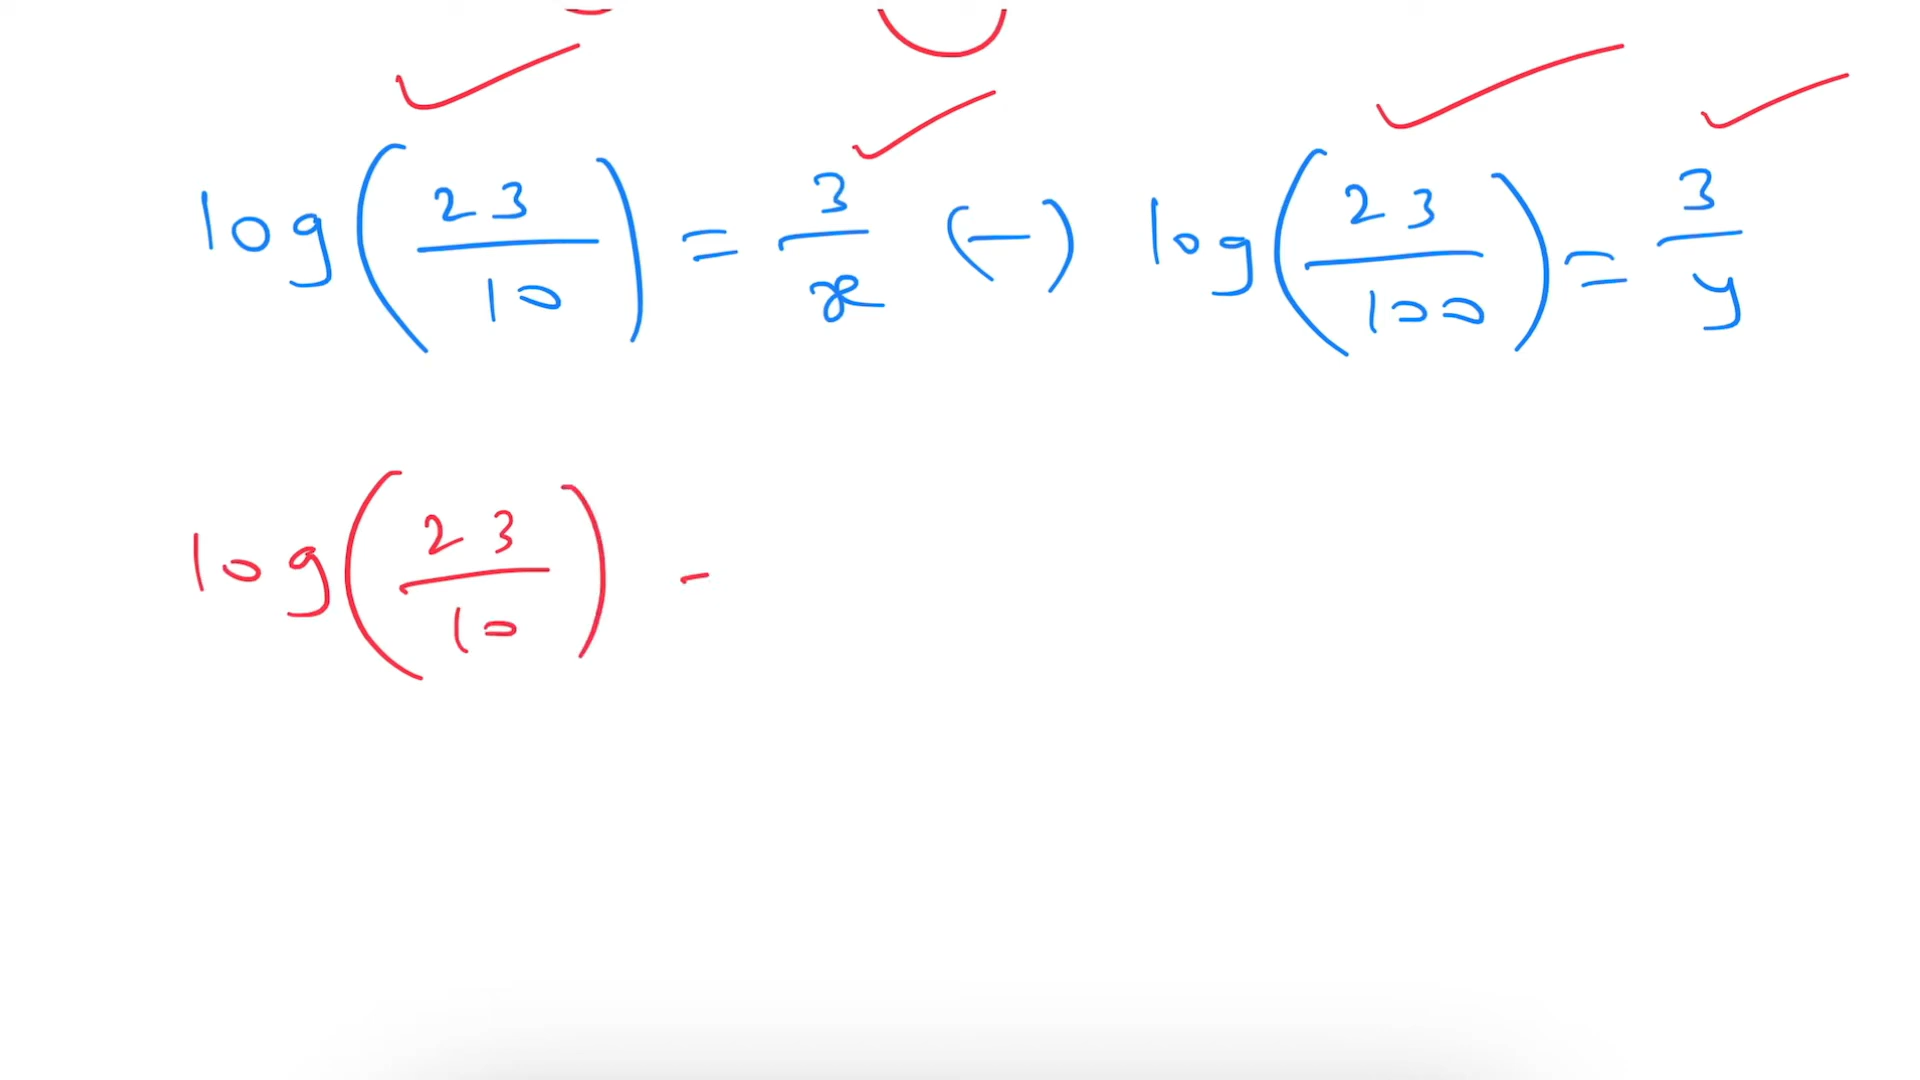 log(23/10) = 3/x (-) log(23/100) = 3/y
log(23/10) -